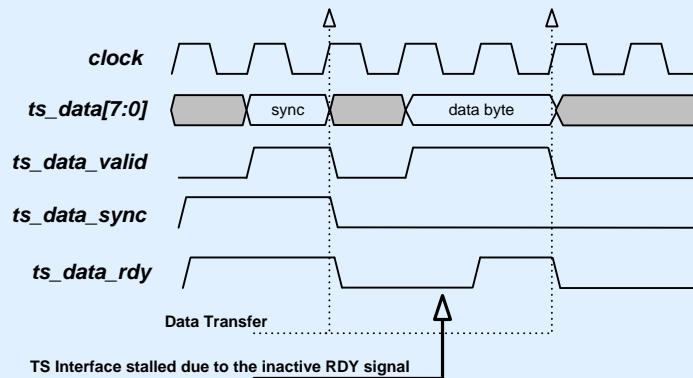 clock
ts_data[7:0]
sync
data byte
ts_data_valid
ts_data_sync
ts_data_rdy
Data Transfer
TS Interface stalled due to the inactive RDY signal